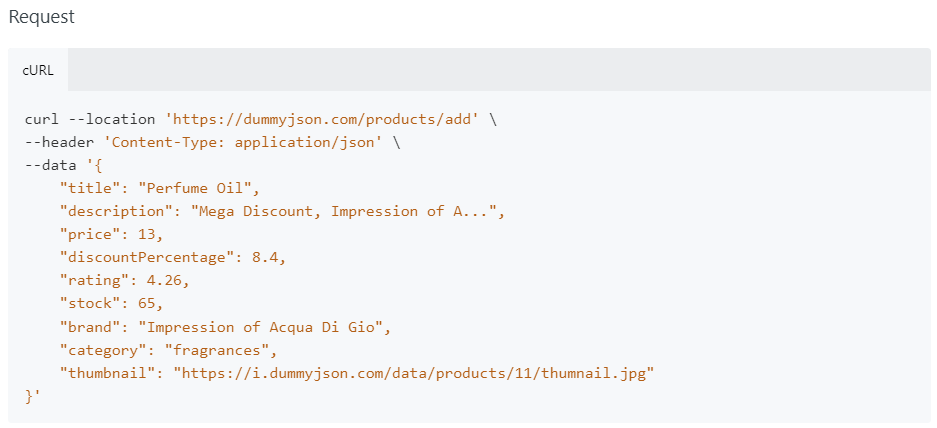 Request
cURL
curl --location 'https://dummyjson.com/products/add' \
--header 'Content-Type: application/json' \
--data '{
    "title": "Perfume Oil",
    "description": "Mega Discount, Impression of A...",
    "price": 13,
    "discountPercentage": 8.4,
    "rating": 4.26,
    "stock": 65,
    "brand": "Impression of Acqua Di Gio",
    "category": "fragrances",
    "thumbnail": "https://i.dummyjson.com/data/products/11/thumnail.jpg"
}'